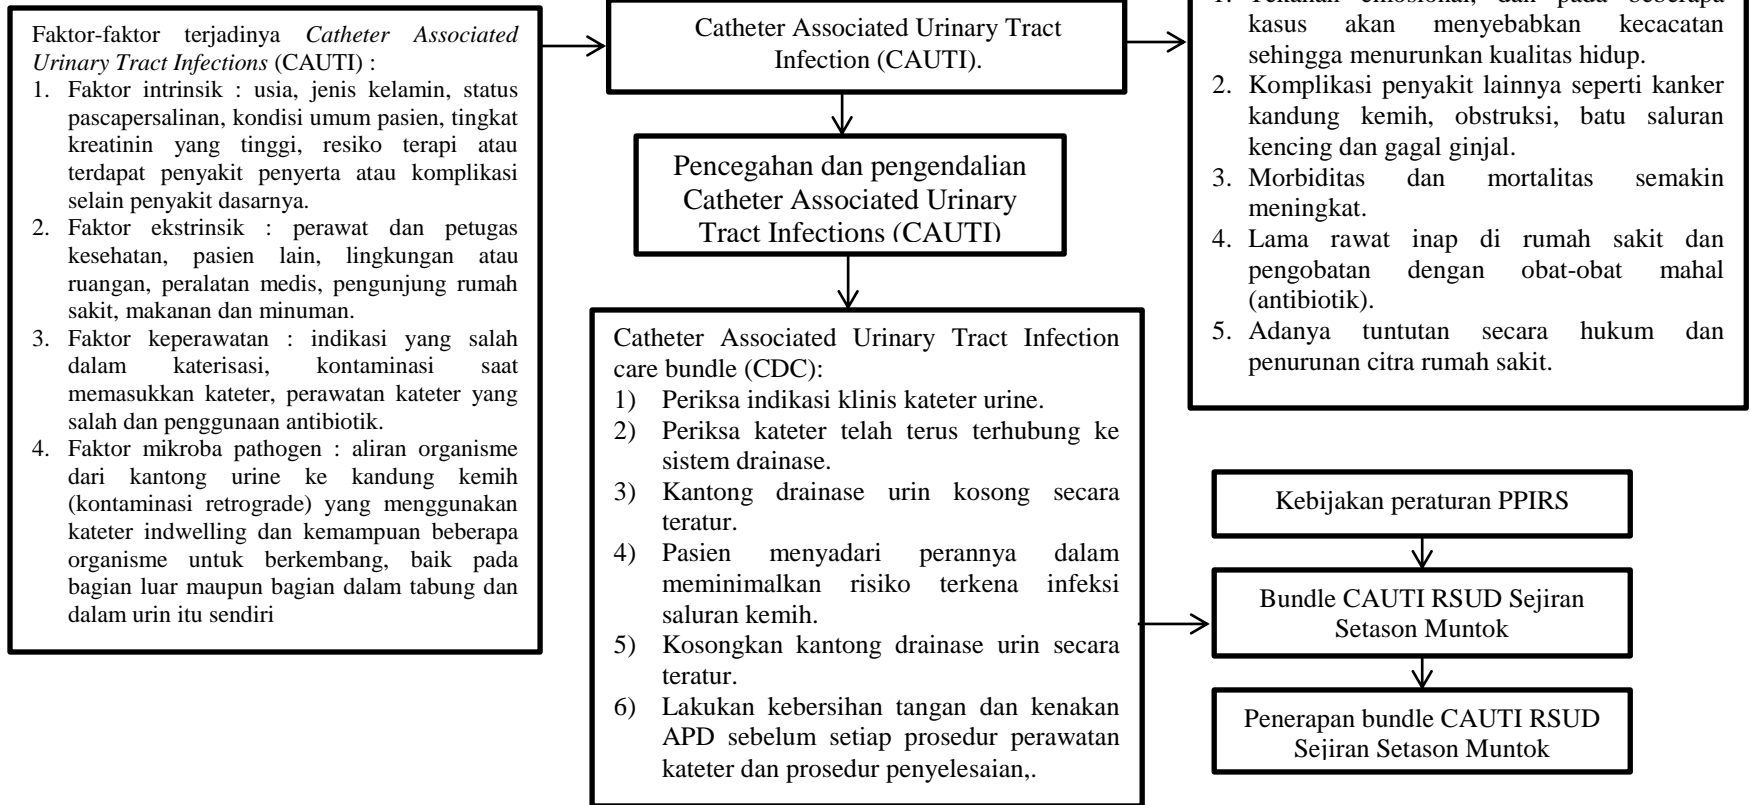 Faktor-faktor terjadinya Catheter Associated
Urinary Tract Infections (CAUTI) :
1. Faktor intrinsik : usia, jenis kelamin, status
pascapersalinan, kondisi umum pasien, tingkat
kreatinin yang tinggi, resiko terapi atau
terdapat penyakit penyerta atau komplikasi
selain penyakit dasarnya.
2. Faktor ekstrinsik : perawat dan petugas
kesehatan, pasien lain, lingkungan atau
ruangan, peralatan medis, pengunjung rumah
sakit, makanan dan minuman.
3. Faktor keperawatan : indikasi yang salah
dalam katerisasi, kontaminasi saat
memasukkan kateter, perawatan kateter yang
salah dan penggunaan antibiotik.
4. Faktor mikroba pathogen : aliran organisme
dari kantong urine ke kandung kemih
(kontaminasi retrograde) yang menggunakan
kateter indwelling dan kemampuan beberapa
organisme untuk berkembang, baik pada
bagian luar maupun bagian dalam tabung dan
dalam urin itu sendiri
Catheter Associated Urinary Tract
Infection (CAUTI).
Pencegahan dan pengendalian
Catheter Associated Urinary
Tract Infections (CAUTI)
Catheter Associated Urinary Tract Infection
care bundle (CDC):
1) Periksa indikasi klinis kateter urine.
2) Periksa kateter telah terus terhubung ke
sistem drainase.
3) Kantong drainase urin kosong secara
teratur.
4) Pasien menyadari perannya dalam
meminimalkan risiko terkena infeksi
saluran kemih.
5) Kosongkan kantong drainase urin secara
teratur.
6) Lakukan kebersihan tangan dan kenakan
APD sebelum setiap prosedur perawatan
kateter dan prosedur penyelesaian,.
1. Tekanan emosional, dan pada beberapa
kasus akan menyebabkan kecacatan
sehingga menurunkan kualitas hidup.
2. Komplikasi penyakit lainnya seperti kanker
kandung kemih, obstruksi, batu saluran
kencing dan gagal ginjal.
3. Morbiditas dan mortalitas semakin
meningkat.
4. Lama rawat inap di rumah sakit dan
pengobatan dengan obat-obat mahal
(antibiotik).
5. Adanya tuntutan secara hukum dan
penurunan citra rumah sakit.
Kebijakan peraturan PPIRS
Bundle CAUTI RSUD Sejiran
Setason Muntok
Penerapan bundle CAUTI RSUD
Sejiran Setason Muntok